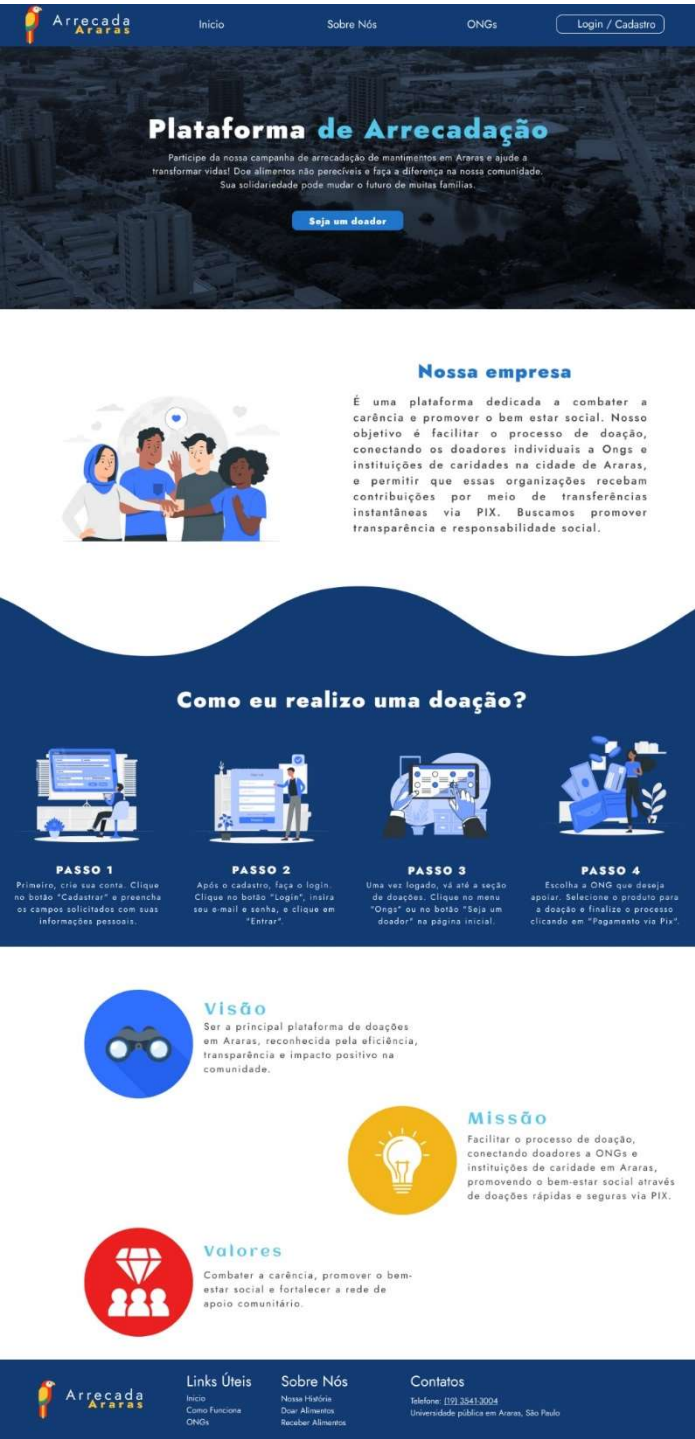 Arrecada
Araras
Início
Sobre Nós
ONGs
Login / Cadastro
Plataforma de Arrecadação
Participe da nossa campanha de arrecadação de mantimentos em Araras e ajude a
transformar vidas! Doe alimentos não perecíveis e faça a diferença na nossa comunidade.
Sua solidariedade pode mudar o futuro de muitas famílias.
Seja um doador
Nossa empresa
É uma plataforma dedicada a combater a
carência e promover o bem estar social. Nosso
objetivo é facilitar o processo de doação,
conectando os doadores individuais a Ongs e
instituições de caridades na cidade de Araras,
e permitir que essas organizações recebam
contribuições por meio de transferências
instantâneas via PIX. Buscamos promover
transparência e responsabilidade social.
Como eu realizo uma doação?
PASSO 1
Primeiro, crie sua conta. Clique
no botão "Cadastrar" e preencha
os campos solicitados com suas
informações pessoais.
PASSO 2
Após o cadastro, faça o login.
Clique no botão "Login", insira
seu e-mail e senha, e clique em
"Entrar".
PASSO 3
Uma vez logado, vá até a seção
de doações. Clique no menu
"Ongs" ou no botão "Seja um
doador" na página inicial.
PASSO 4
Escolha a ONG que deseja
apoiar. Selecione o produto para
a doação e finalize o processo
clicando em "Pagamento via Pix".
Visão
Ser a principal plataforma de doações
em Araras, reconhecida pela eficiência,
transparência e impacto positivo na
comunidade.
Missão
Facilitar o processo de doação,
conectando doadores a ONGs e
instituições de caridade em Araras,
promovendo o bem-estar social através
de doações rápidas e seguras via PIX.
Valores
Combater a carência, promover o bem-
estar social e fortalecer a rede de
apoio comunitário.
Arrecada
Araras
Links Úteis
Inicio
Como Funciona
ONGs
Sobre Nós
Nossa História
Doar Alimentos
Receber Alimentos
Contatos
Telefone: (19) 3541-3004
Universidade pública em Araras, São Paulo